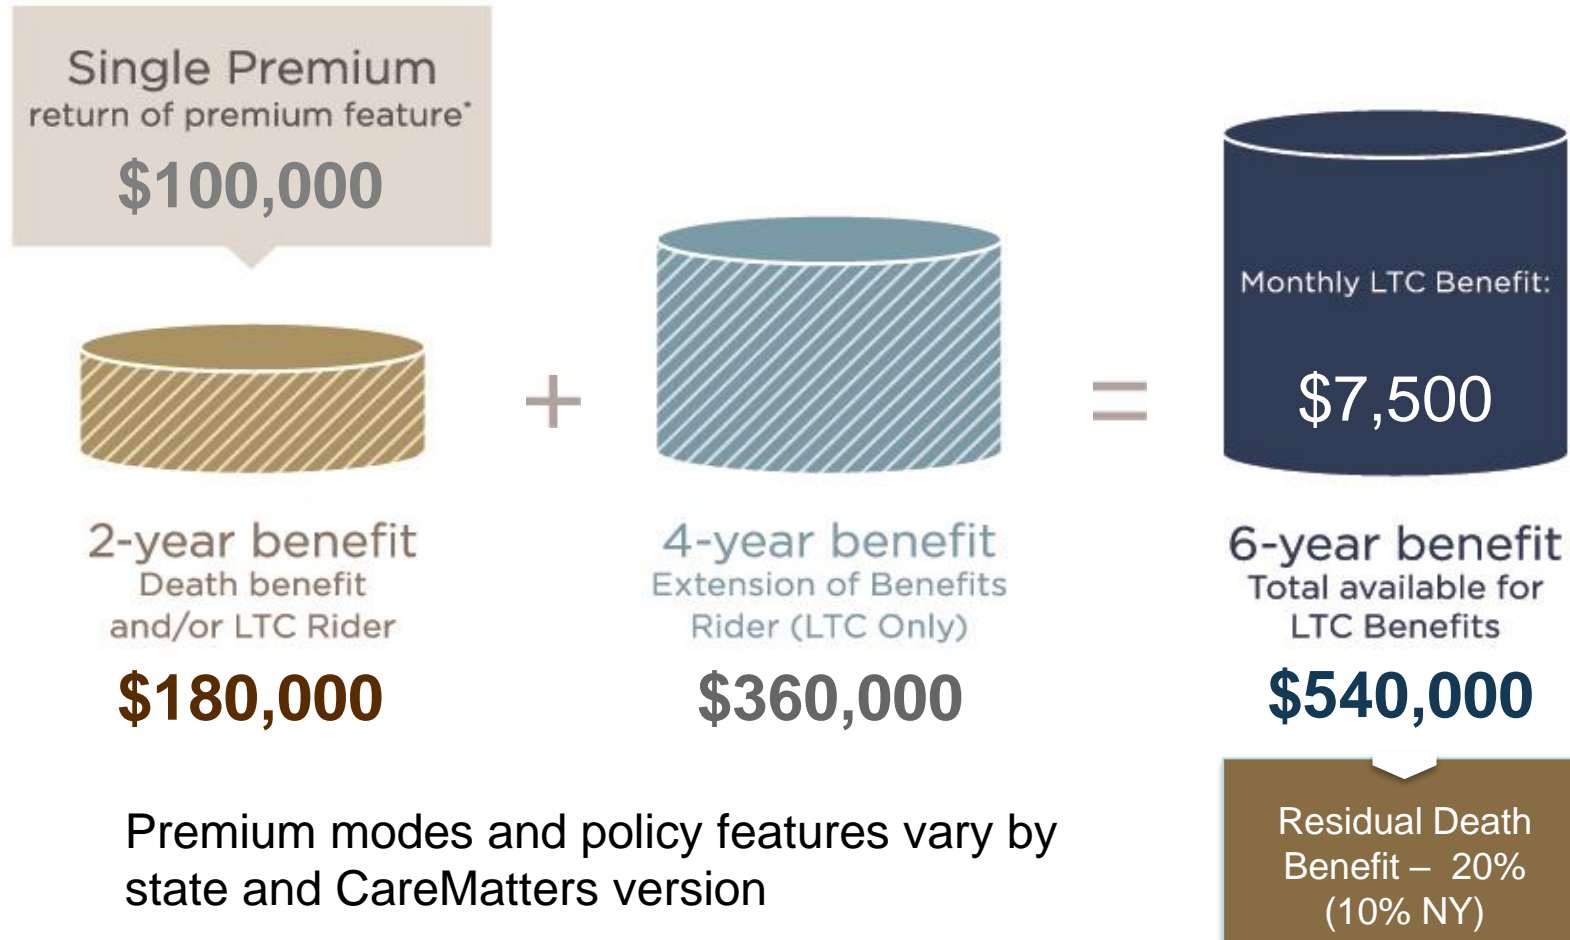 Single Premium
return of premium feature*
$100,000
+
=
Monthly LTC Benefit:
$7,500
2-year benefit
Death benefit
and/or LTC Rider
$180,000
4-year benefit
Extension of Benefits
Rider (LTC Only)
$360,000
6-year benefit
Total available for
LTC Benefits
$540,000
Premium modes and policy features vary by
state and CareMatters version
Residual Death
Benefit – 20%
(10% NY)